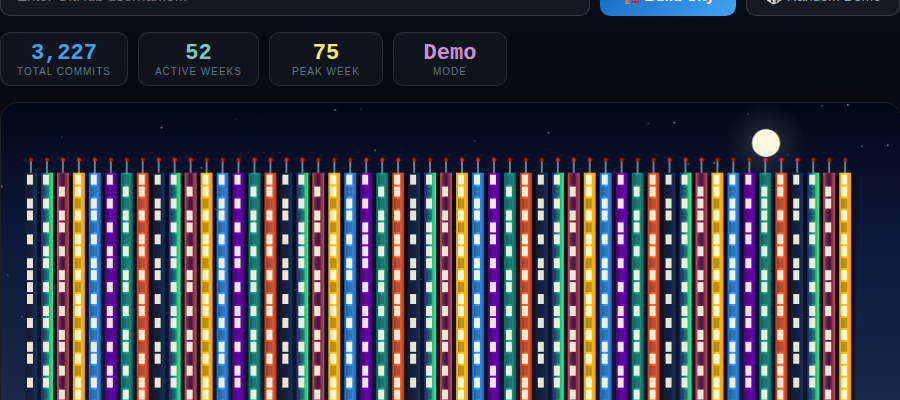 3,227
TOTAL COMMITS
52
ACTIVE WEEKS
75
PEAK WEEK
Demo
MODE